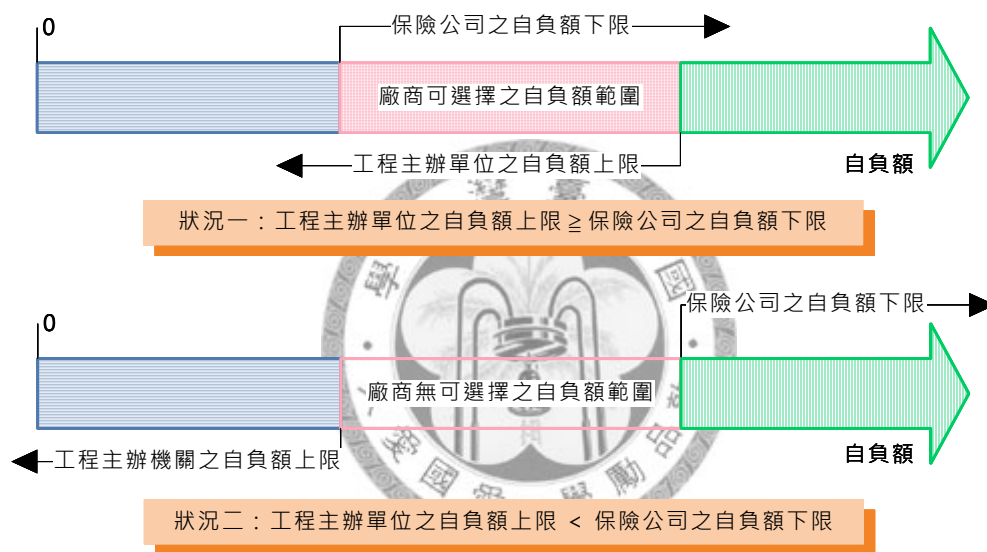 0
保險公司之自負額下限
廠商可選擇之自負額範圍
工程主辦單位之自負額上限
自負額
狀況一：工程主辦單位之自負額上限≧保險公司之自負額下限
保險公司之自負額下限
0
廠商無可選擇之自負額範圍
工程主辦機關之自負額上限
自負額
狀況二：工程主辦單位之自負額上限 < 保險公司之自負額下限